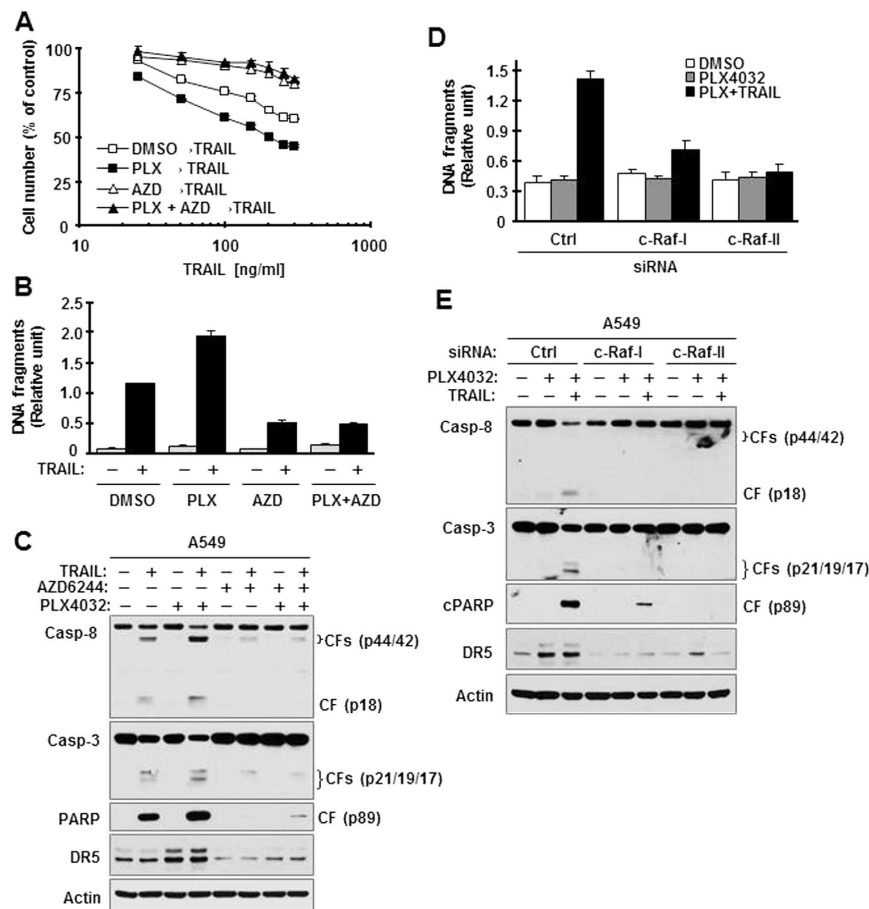 A
100
75
50
25
0
Cell number (% of control)
DMSO →TRAIL
PLX →TRAIL
AZD →TRAIL
PLX + AZD →TRAIL
10 100 1000
TRAIL [ng/ml]
B
2.5
2.0
1.5
1.0
0.5
0
DNA fragments
(Relative unit)
TRAIL: – + – + – + – +
DMSO PLX AZD PLX+AZD
C
A549
TRAIL: – + – + – + – +
AZD6244: – – – – + + + +
PLX4032: – – + + – – + +
Casp-8
CFs (p44/42)
CF (p18)
Casp-3
CFs (p21/19/17)
PARP
CF (p89)
DR5
Actin
D
1.5
1.2
0.9
0.6
0.3
0
DNA fragments
(Relative unit)
DMSO
PLX4032
PLX+TRAIL
Ctrl c-Raf-I c-Raf-II
siRNA
E
A549
siRNA: Ctrl c-Raf-I c-Raf-II
PLX4032: – + + – + + – + +
TRAIL: – – + – – + – – +
Casp-8
CFs (p44/42)
CF (p18)
Casp-3
CFs (p21/19/17)
cPARP
CF (p89)
DR5
Actin